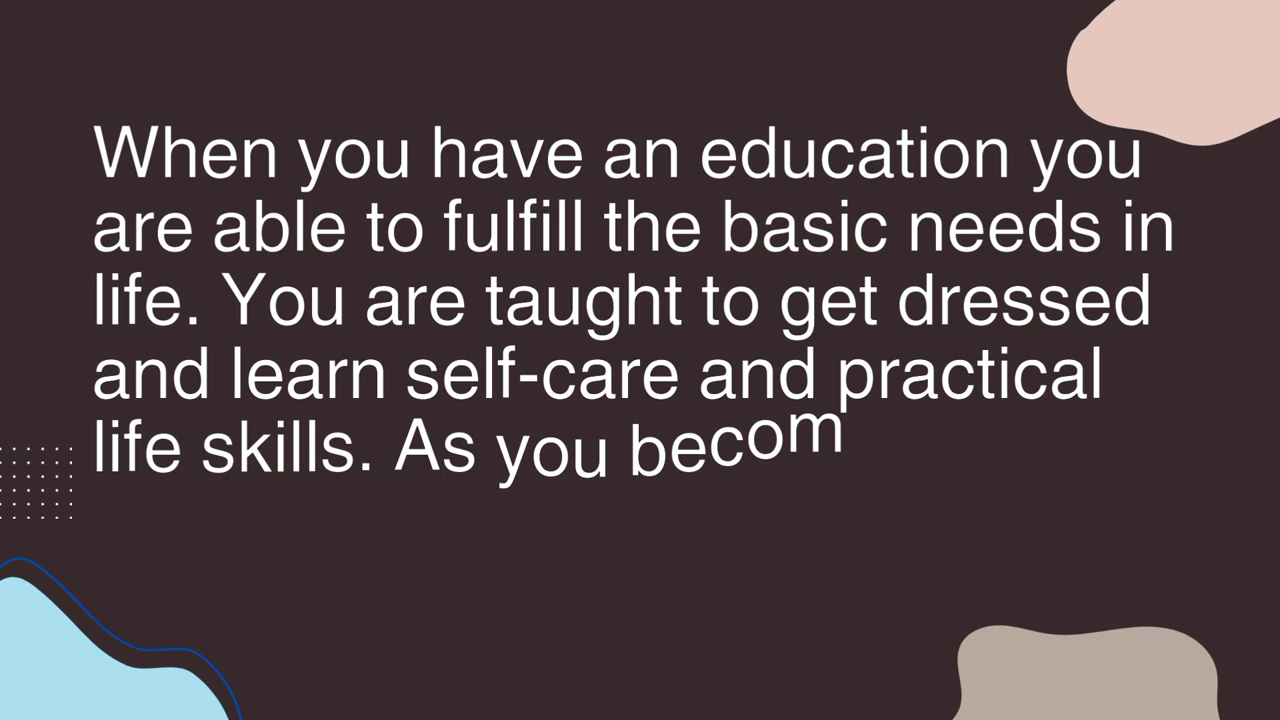 When you have an education you
are able to fulfill the basic needs in
life. You are taught to get dressed
and learn self-care and practical
life skills. As you becom